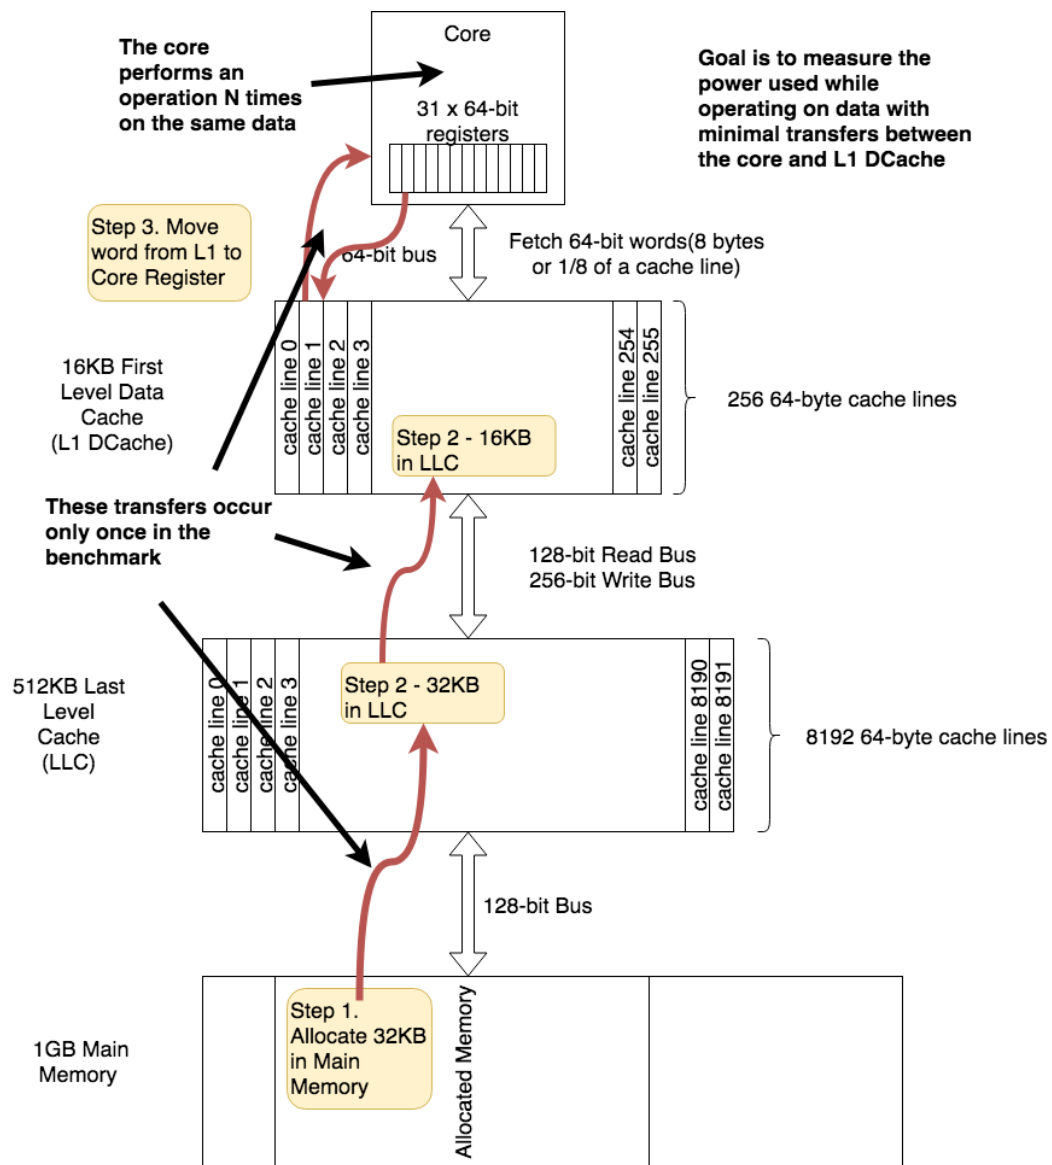 The core
performs an
operation N times
on the same data
Core
31 x 64-bit
registers
Goal is to measure the
power used while
operating on data with
minimal transfers between
the core and L1 DCache
Step 3. Move
word from L1 to
Core Register
64-bit bus
Fetch 64-bit words(8 bytes
or 1/8 of a cache line)
16KB First
Level Data
Cache
(L1 DCache)
cache line 0
cache line 1
cache line 2
cache line 3
cache line 254
cache line 255
256 64-byte cache lines
Step 2 - 16KB
in LLC
These transfers occur
only once in the
benchmark
128-bit Read Bus
256-bit Write Bus
512KB Last
Level
Cache
(LLC)
cache line 0
cache line 1
cache line 2
cache line 3
Step 2 - 32KB
in LLC
cache line 8190
cache line 8191
8192 64-byte cache lines
128-bit Bus
1GB Main
Memory
Step 1.
Allocate 32KB
in Main
Memory
Allocated Memory